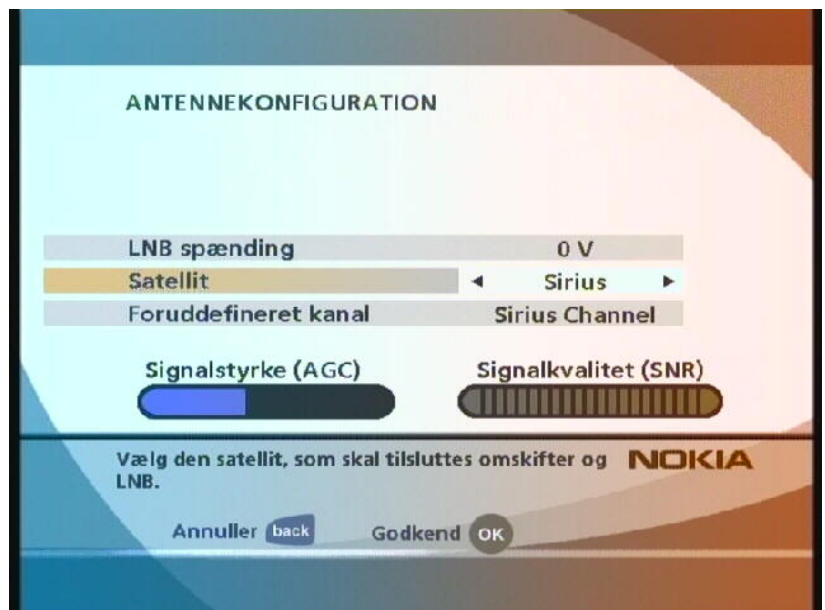 ANTENNEKONFIGURATION
LNB spænding 0 V
Satellit Sirius
Foruddefineret kanal Sirius Channel
Signalstyrke (AGC) Signalkvalitet (SNR)
Vælg den satellit, som skal tilsluttes omskifter og
LNB.
NOKIA
Annuller back Godkend OK